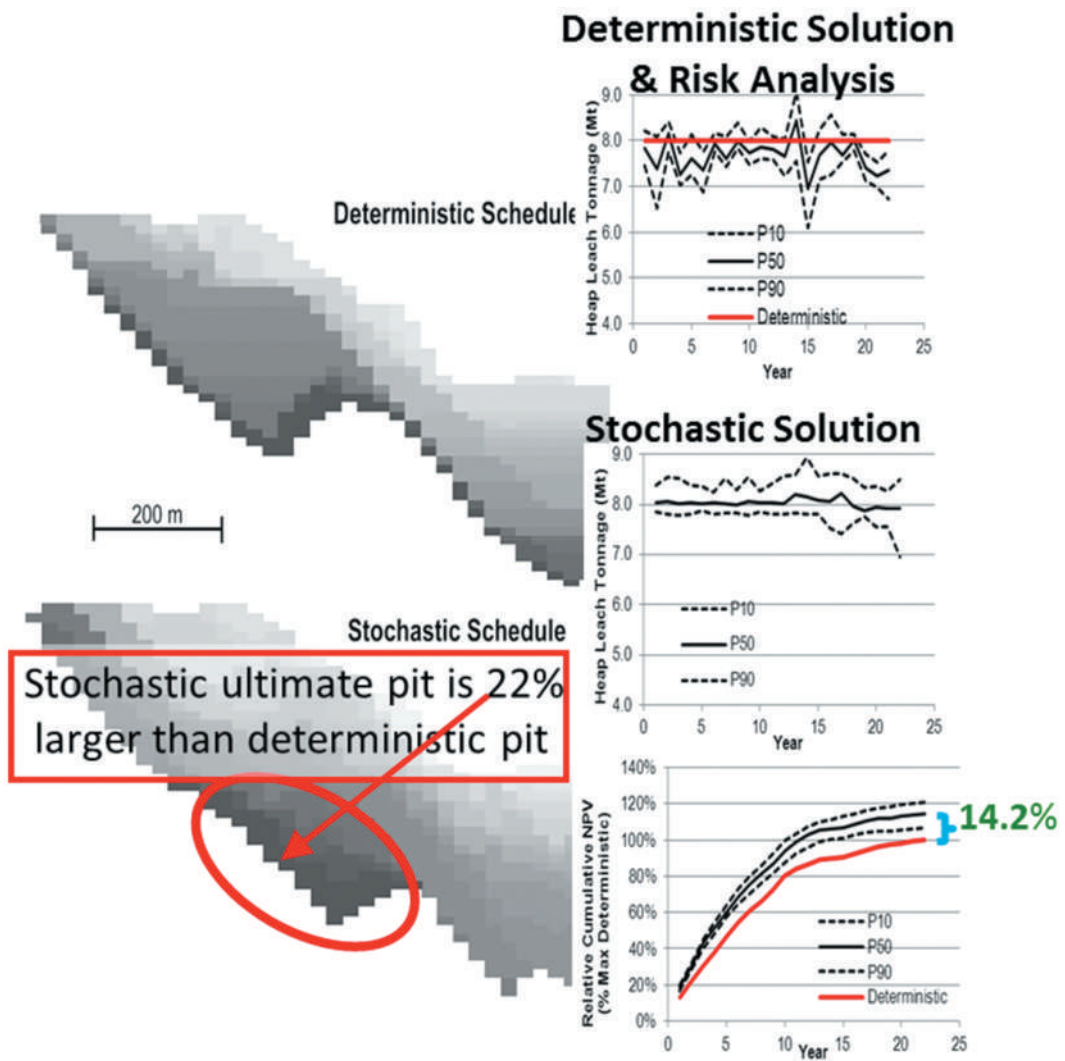 Deterministic Solution
& Risk Analysis
Deterministic Schedule
200 m
Heap Leach Tonnage (Mt)
9.0
8.0
7.0
6.0
5.0
4.0
P10
P50
P90
Deterministic
0 5 10 15 20 25
Year
Stochastic Solution
Heap Leach Tonnage (Mt)
9.0
8.0
7.0
6.0
5.0
4.0
P10
P50
P90
0 5 10 15 20 25
Year
Stochastic Schedule
Stochastic ultimate pit is 22%
larger than deterministic pit
Relative Cumulative NPV
(% Max Deterministic)
140%
120%
100%
80%
60%
40%
20%
0%
14.2%
P10
P50
P90
Deterministic
0 5 10 15 20 25
Year